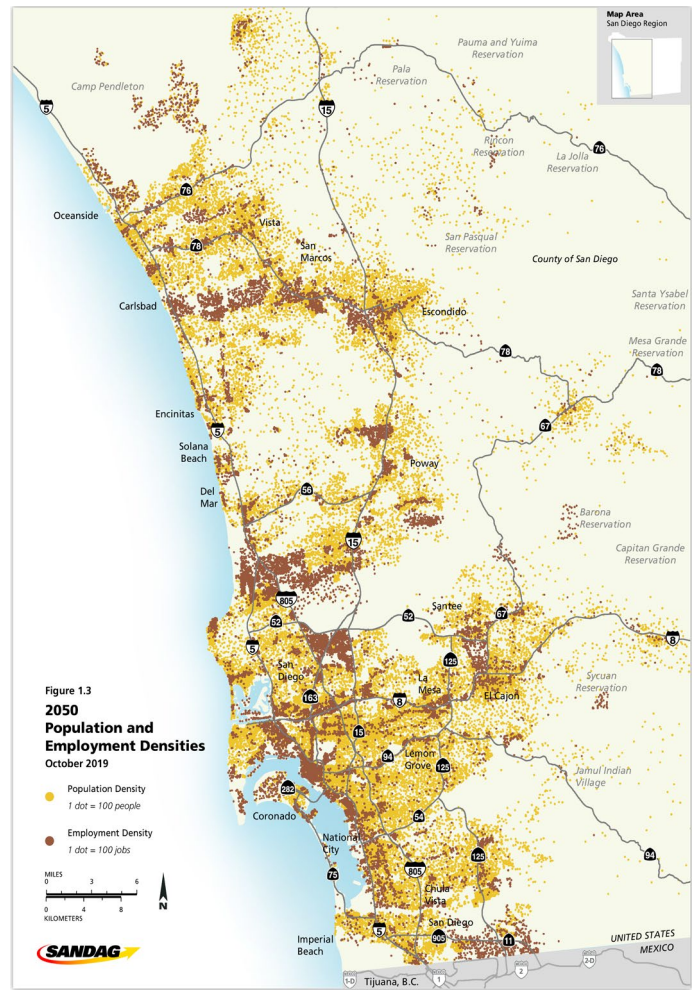 Map Area
San Diego Region
Pauma and Yuima
Reservation
Pala
Reservation
Camp Pendleton
5
15
76
Rincon
Reservation
La Jolla
Reservation
76
Oceanside
Vista
78
San
Marcos
San Pasqual
Reservation
County of San Diego
Santa Ysabel
Reservation
Carlsbad
Escondido
Mesa Grande
Reservation
78
78
Encinitas
5
67
Solana
Beach
Poway
Del
Mar
56
Barona
Reservation
15
Capitan Grande
Reservation
805
Santee
52
52
67
5
8
San
Diego
125
La
Mesa
Sycuan
Reservation
163
8
El Cajon
Figure 1.3
2050
Population and
Employment Densities
October 2019
15
94
Lemon
Grove
125
Jamul Indian
Village
Population Density
1 dot = 100 people
282
Coronado
54
Employment Density
1 dot = 100 jobs
National
City
125
94
75
805
MILES
0 3 6
0 4 8
KILOMETERS
N
Chula
Vista
San Diego
5
905
11
Imperial
Beach
UNITED STATES
MEXICO
SANDAG
1-D
Tijuana, B.C.
1
2
2-D